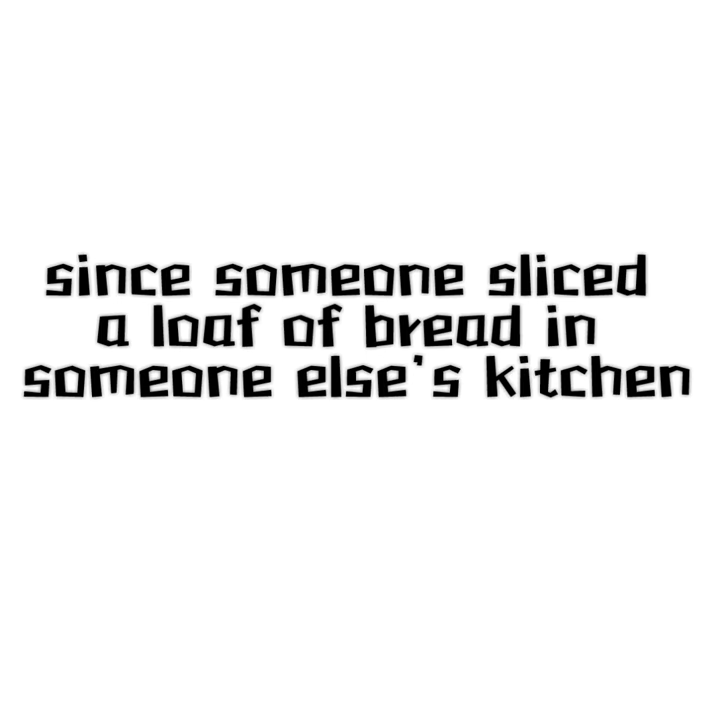 since someone sliced
a loaf of bread in
someone else's kitchen